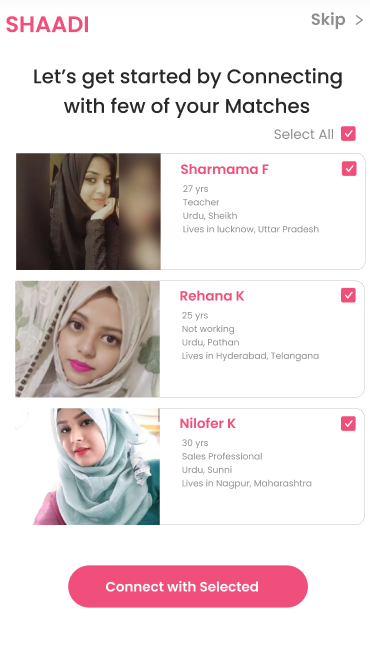 SHAADI
Skip >
Let’s get started by Connecting
with few of your Matches
Select All
Sharmama F
27 yrs
Teacher
Urdu, Sheikh
Lives in lucknow, Uttar Pradesh
Rehana K
25 yrs
Not working
Urdu, Pathan
Lives in Hyderabad, Telangana
Nilofer K
30 yrs
Sales Professional
Urdu, Sunni
Lives in Nagpur, Maharashtra
Connect with Selected